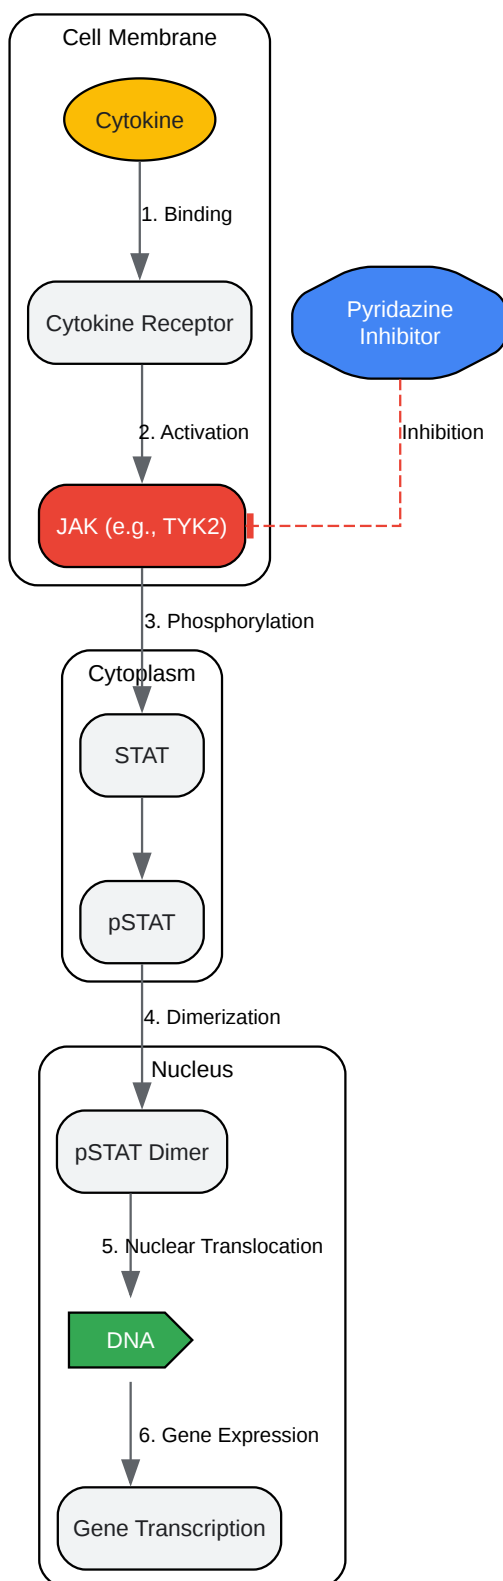 Cell Membrane
Cytokine
1. Binding
Cytokine Receptor
Pyridazine
Inhibitor
2. Activation
Inhibition
JAK (e.g., TYK2)
3. Phosphorylation
Cytoplasm
STAT
pSTAT
4. Dimerization
Nucleus
pSTAT Dimer
5. Nuclear Translocation
DNA
6. Gene Expression
Gene Transcription